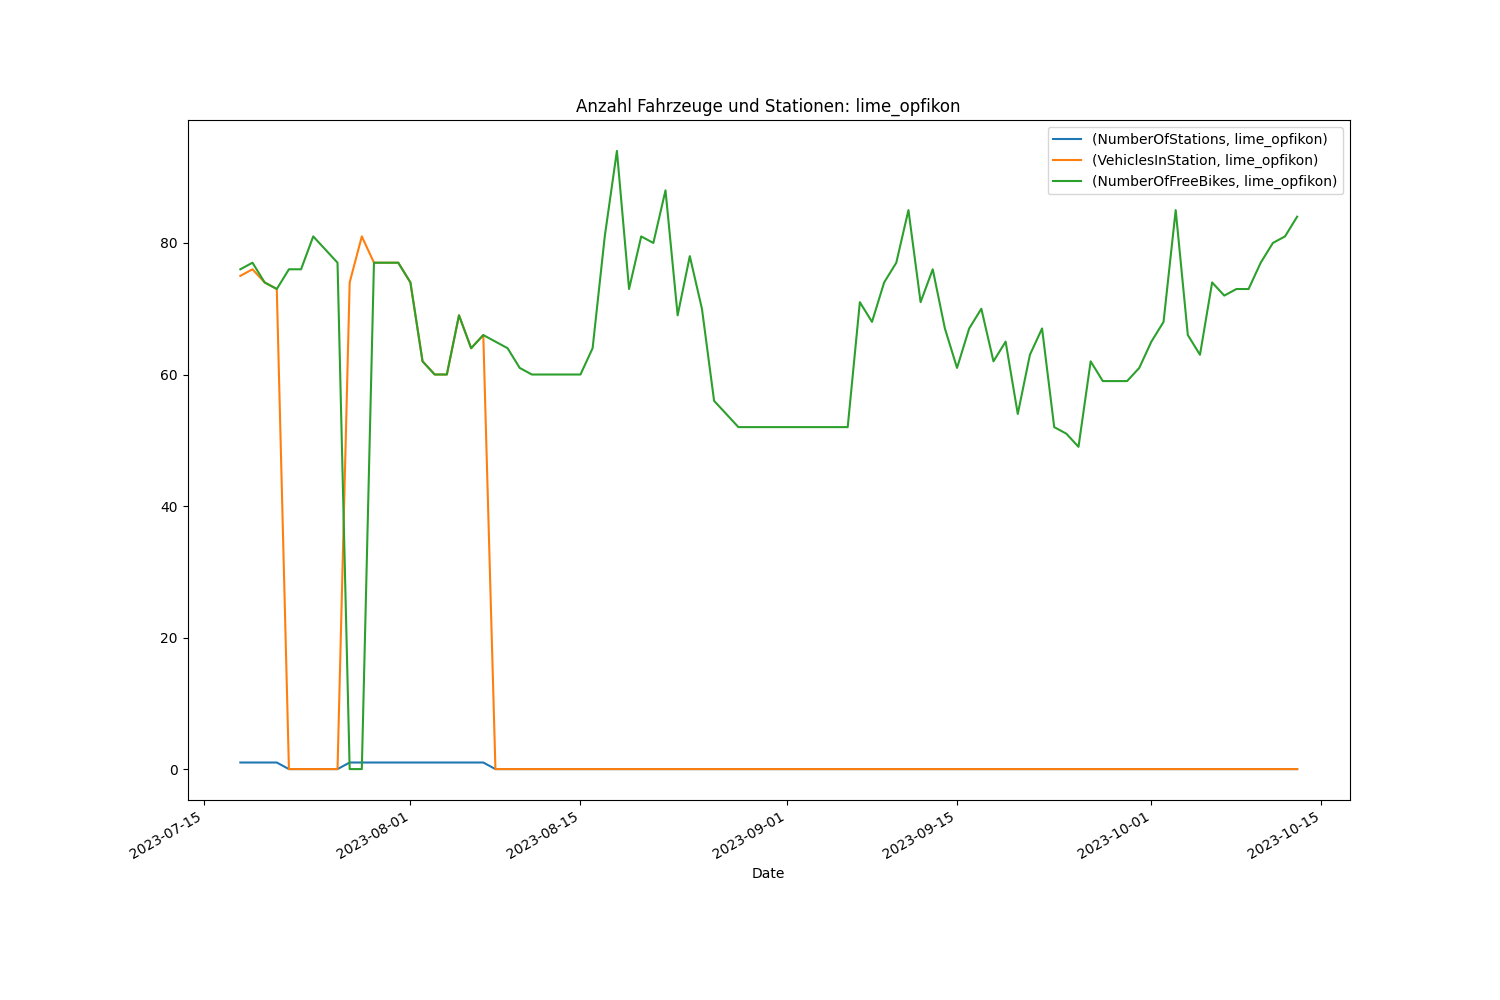 Anzahl Fahrzeuge und Stationen: lime_opfikon
(NumberOfStations, lime_opfikon)
(VehiclesInStation, lime_opfikon)
(NumberOfFreeBikes, lime_opfikon)
80
60
40
20
0
2023-07-15
2023-08-01
2023-08-15
2023-09-01
2023-09-15
2023-10-01
2023-10-15
Date